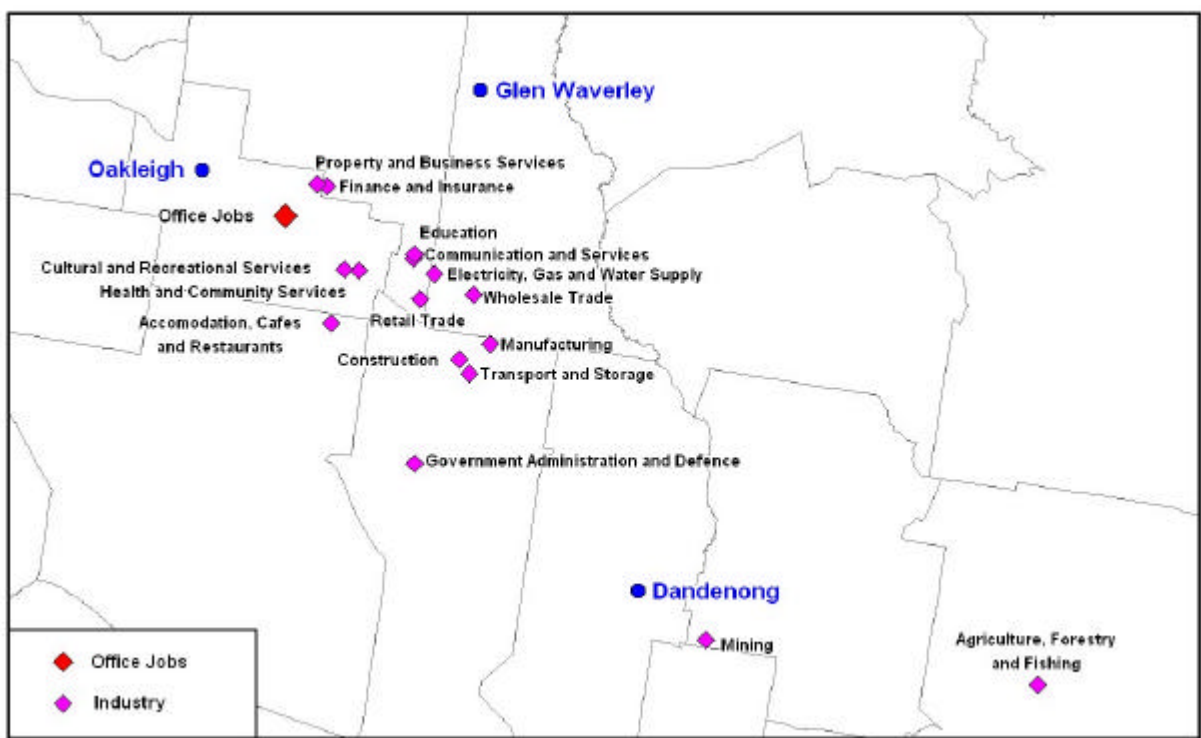 Glen Waverley
Oakleigh
Property and Business Services
Finance and Insurance
Office Jobs
Education
Communication and Services
Cultural and Recreational Services
Electricity, Gas and Water Supply
Health and Community Services
Wholesale Trade
Retail Trade
Accomodation, Cafes
and Restaurants
Manufacturing
Construction
Transport and Storage
Government Administration and Defence
Dandenong
Mining
Agriculture, Forestry
and Fishing
Office Jobs
Industry